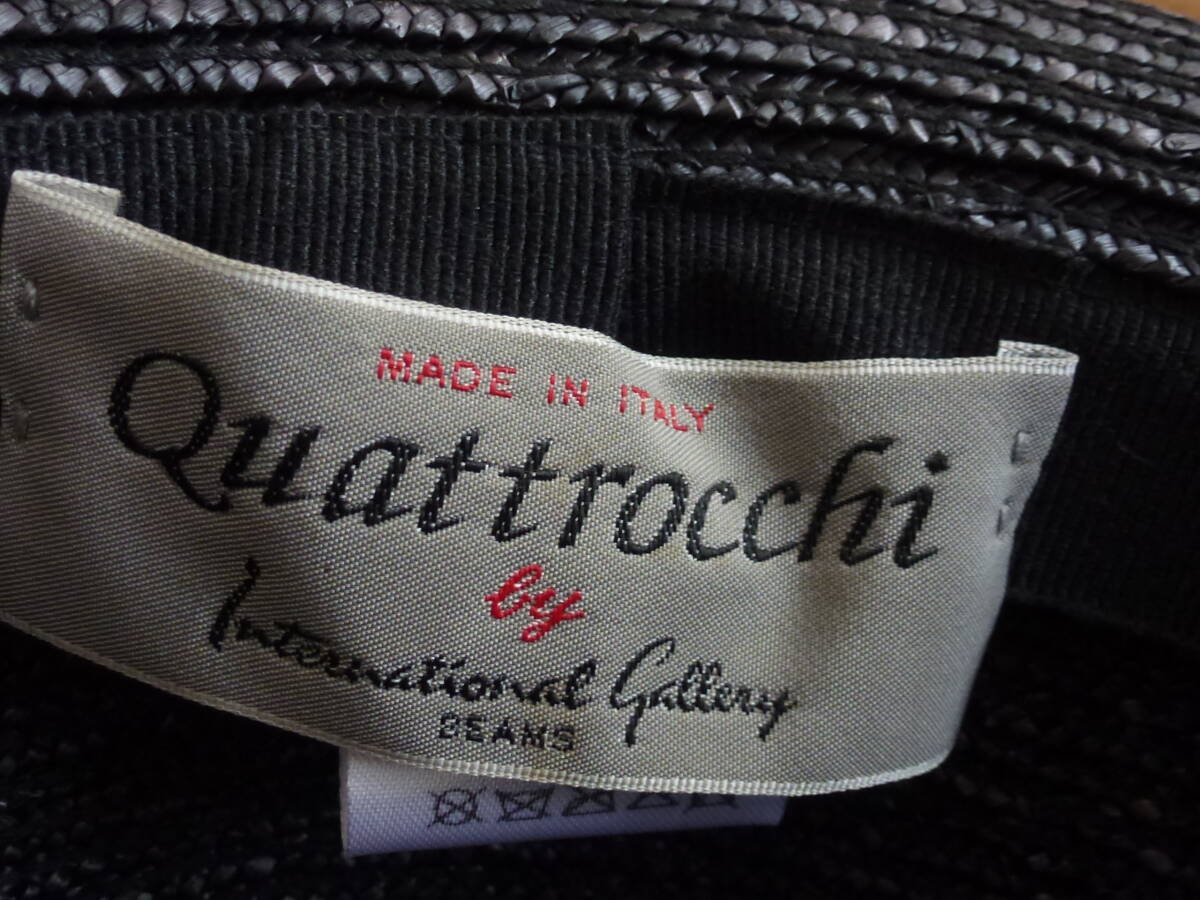 MADE IN ITALY
Quattrocchi
by
International Gallery
BEAMS